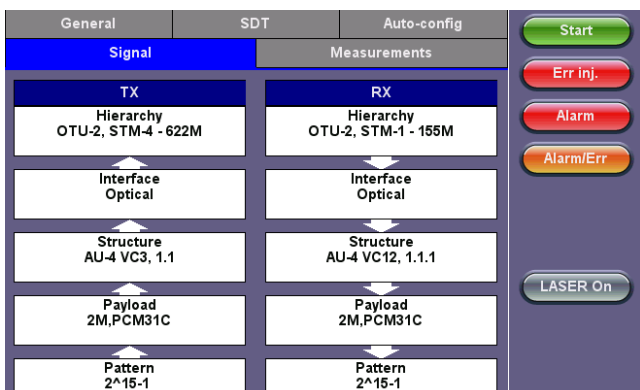 General
SDT
Auto-config
Signal
Measurements
TX
Hierarchy
OTU-2, STM-4 - 622M
Interface
Optical
Structure
AU-4 VC3, 1.1
Payload
2M,PCM31C
Pattern
2^15-1
RX
Hierarchy
OTU-2, STM-1 - 155M
Interface
Optical
Structure
AU-4 VC12, 1.1.1
Payload
2M,PCM31C
Pattern
2^15-1
Start
Err inj.
Alarm
Alarm/Err
LASER On